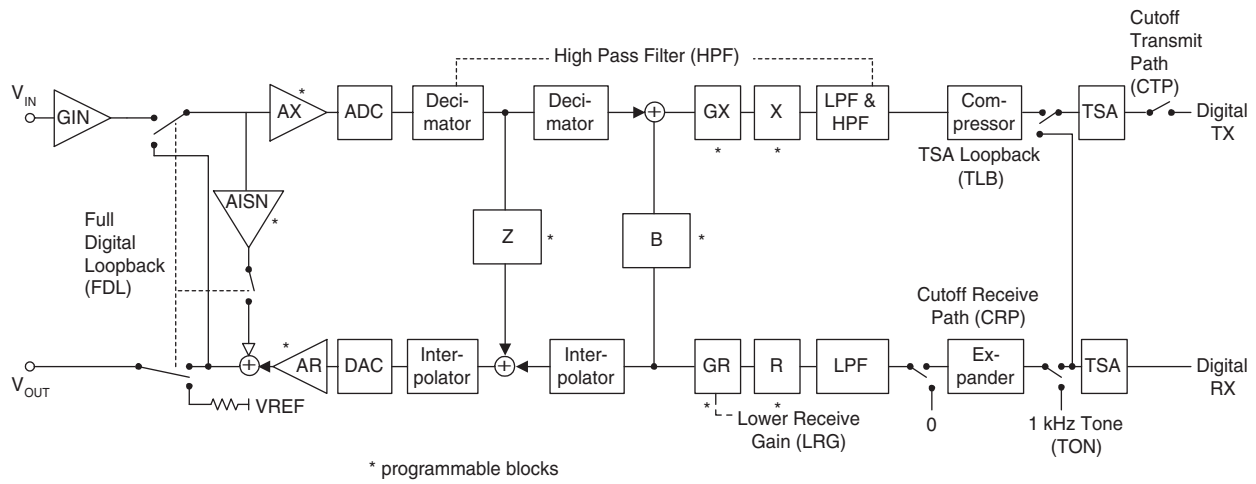 High Pass Filter (HPF)
Cutoff
Transmit
Path
(CTP)
V_IN
GIN
AX
*
ADC
Deci-
mator
Deci-
mator
+
GX
*
X
*
LPF &
HPF
Com-
pressor
TSA
Digital
TX
TSA Loopback
(TLB)
AISN
*
Full
Digital
Loopback
(FDL)
Z
*
B
*
Cutoff Receive
Path (CRP)
V_OUT
+
*
AR
DAC
Inter-
polator
+
Inter-
polator
GR
*
R
*
LPF
Ex-
pander
TSA
Digital
RX
VREF
Lower Receive
Gain (LRG)
0
1 kHz Tone
(TON)
* programmable blocks